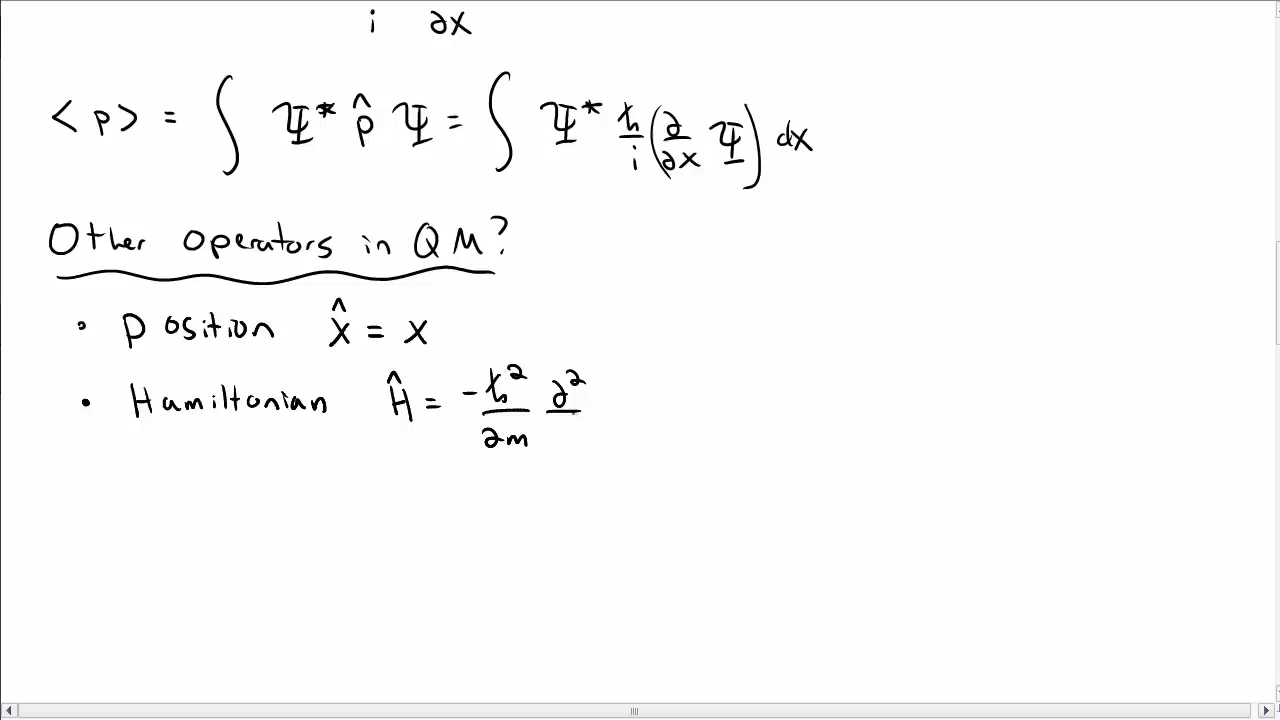 i ∂x
<p> = ∫ Ψ* p̂ Ψ = ∫ Ψ* ħ/i (∂/∂x Ψ) dx
Other operators in QM?
• Position x̂ = x
• Hamiltonian Ĥ = -ħ²/2m ∂²